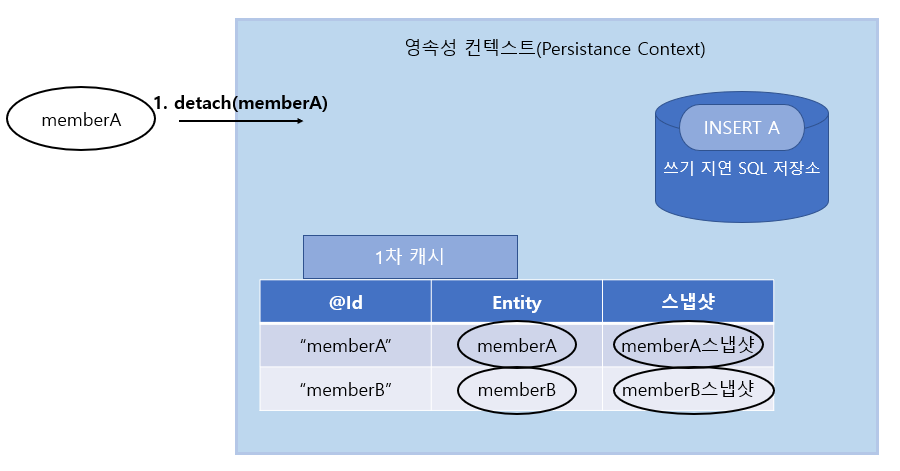 영속성 컨텍스트(Persistance Context)
memberA
1. detach(memberA)
INSERT A
쓰기 지연 SQL 저장소
1차 캐시
@Id Entity 스냅샷
“memberA” memberA memberA스냅샷
“memberB” memberB memberB스냅샷